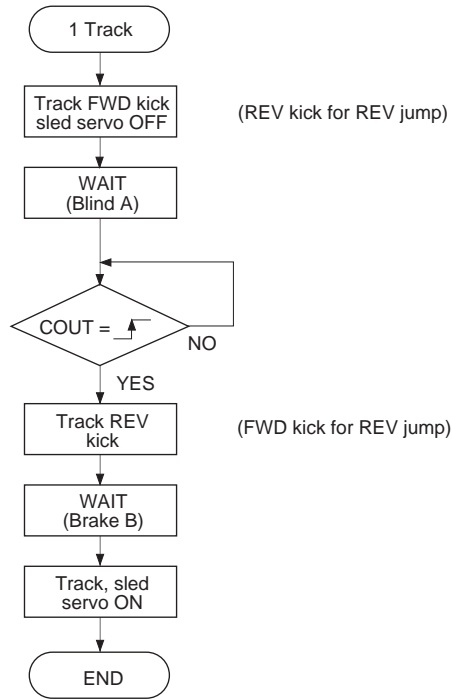 1 Track
Track FWD kick
sled servo OFF
(REV kick for REV jump)
WAIT
(Blind A)
COUT =
NO
YES
Track REV
kick
(FWD kick for REV jump)
WAIT
(Brake B)
Track, sled
servo ON
END